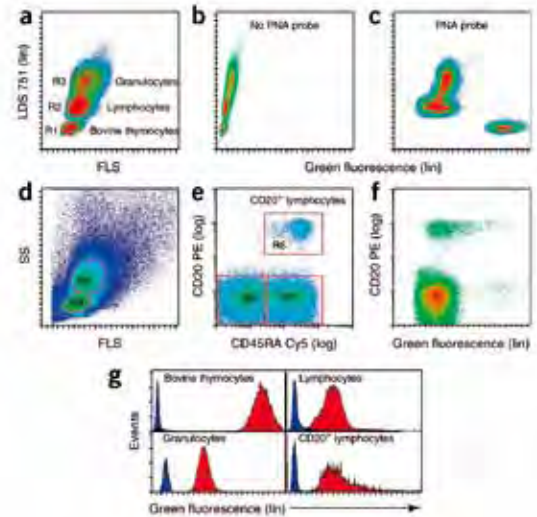 a
b
c
LDS 751 (lin)
R3
R2
R1
Granulocytes
Lymphocytes
Bovine thymocytes
FLS
No PNA probe
PNA probe
Green fluorescence (lin)
d
e
f
SS
FLS
CD20⁺ lymphocytes
CD20 PE (log)
CD45RA Cy5 (log)
CD20 PE (log)
Green fluorescence (lin)
g
Events
Bovine thymocytes
Lymphocytes
Granulocytes
CD20⁺ lymphocytes
Green fluorescence (lin)